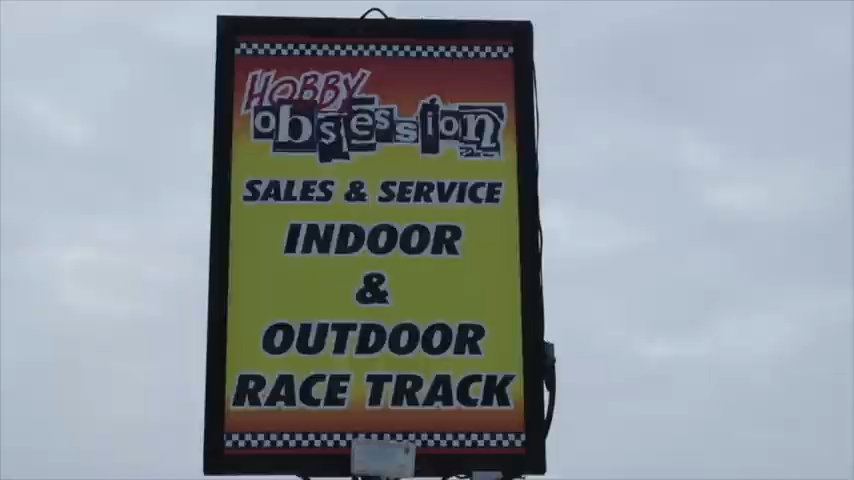 HOBBY
obsession
SALES & SERVICE
INDOOR
&
OUTDOOR
RACE TRACK